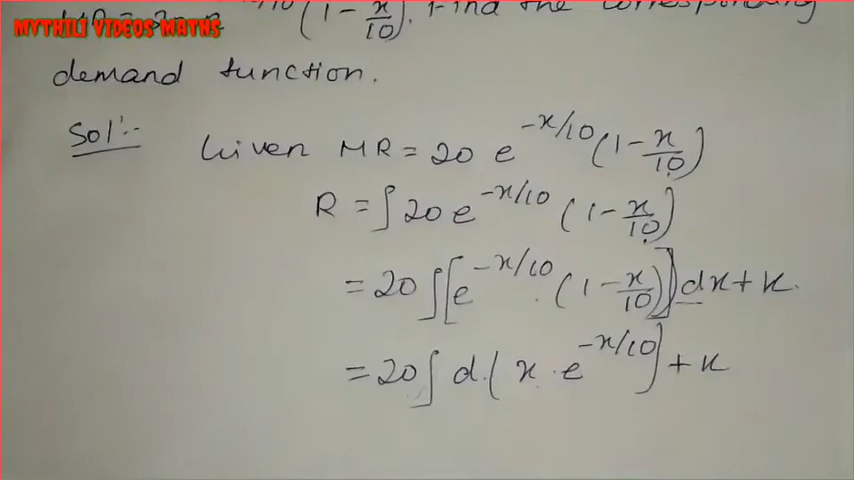 MYTHILI VIDEOS MATHS
(1 - x/10). Find the corresponding
demand function.
Sol:-
Given MR = 20 e^{-x/10} (1 - x/10)
R = ∫ 20 e^{-x/10} (1 - x/10)
= 20 ∫ [e^{-x/10} . (1 - x/10)] dx + k.
= 20 ∫ d. (x . e^{-x/10}] + k